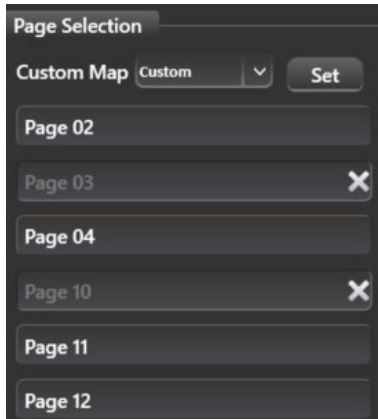 Page Selection
Custom Map Custom Set
Page 02
Page 03
Page 04
Page 10
Page 11
Page 12